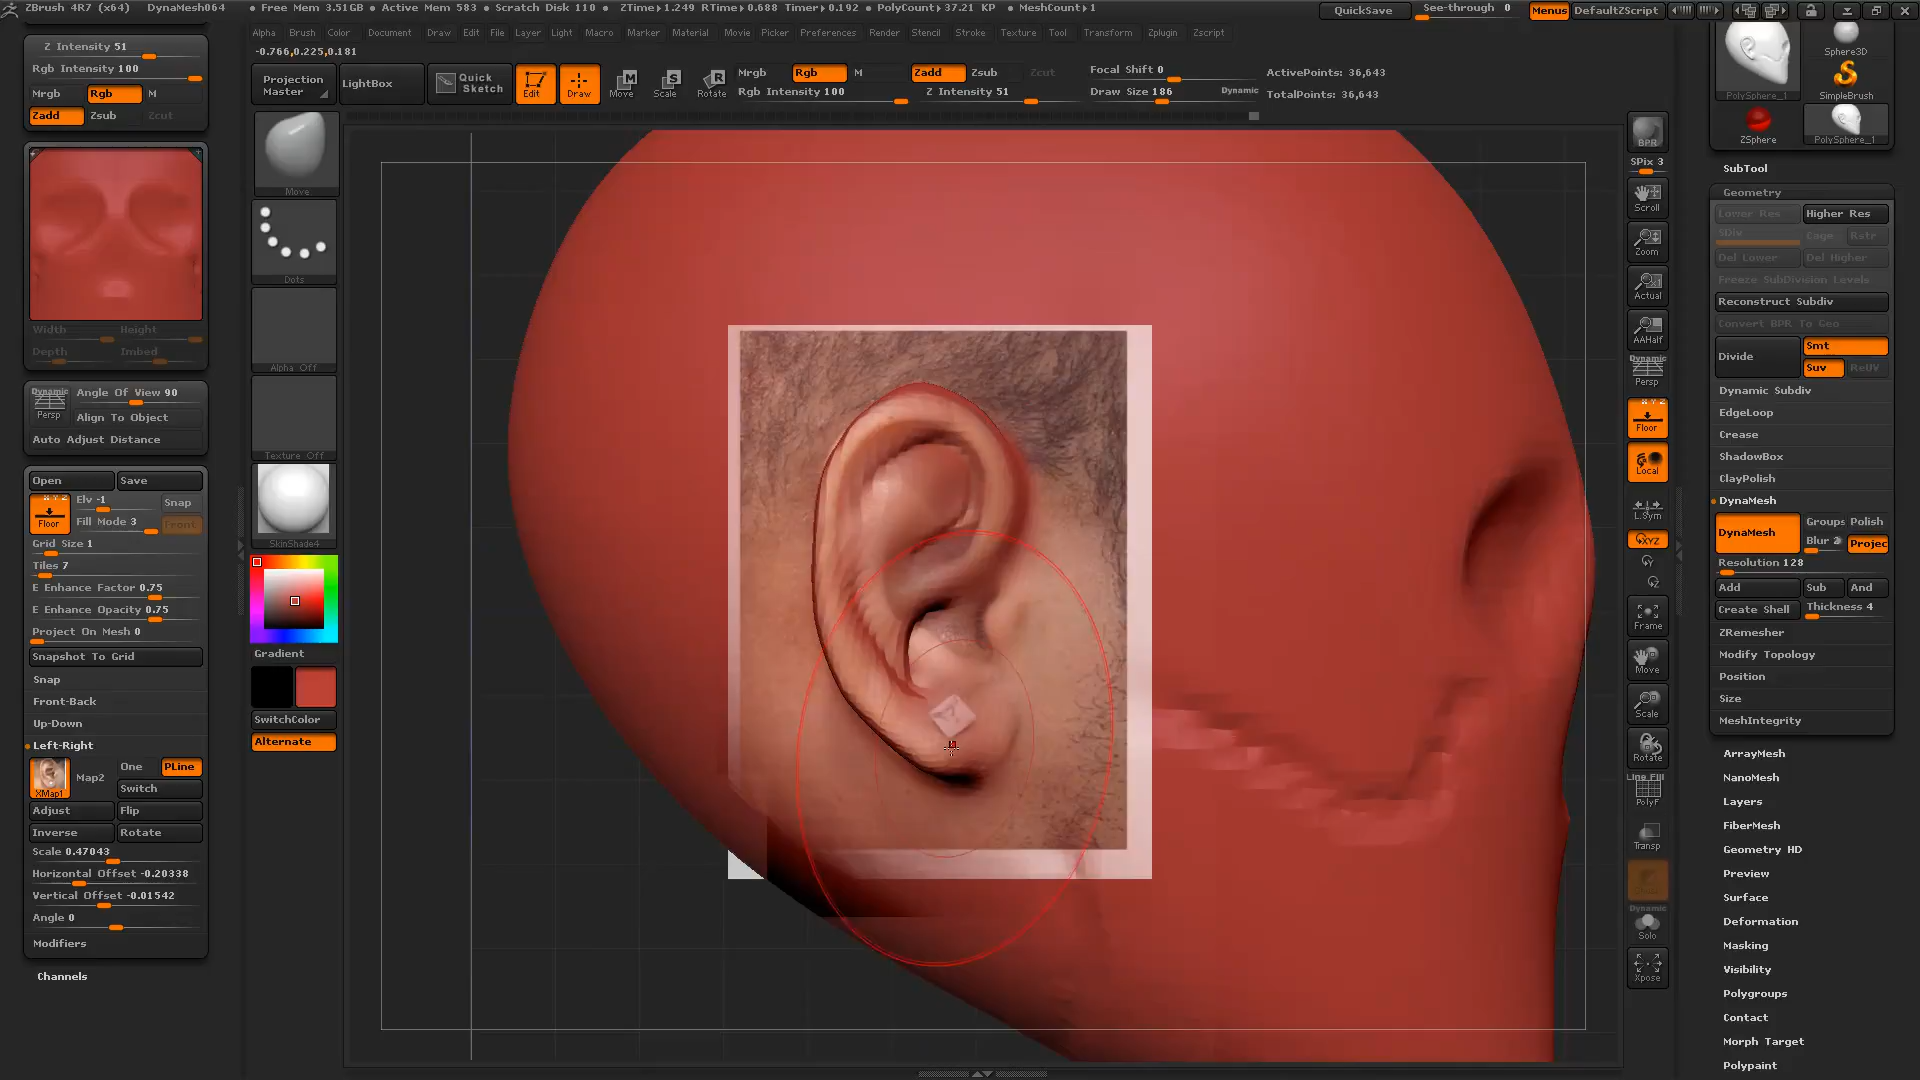 ZBrush 4R7 (x64) DynaMesh064 • Free Mem 3.51GB • Active Mem 583 • Scratch Disk 110 • ZTime▸1.249 RTime▸0.688 Timer▸0.192 • PolyCount▸37.21 KP • MeshCount▸1 QuickSave See-through 0 Menus DefaultZScript
Alpha Brush Color Document Draw Edit File Layer Light Macro Marker Material Movie Picker Preferences Render Stencil Stroke Texture Tool Transform Zplugin Zscript
-0.766,0.225,0.181
Z Intensity 51
Rgb Intensity 100
Mrgb Rgb M
Zadd Zsub Zcut
Width Height
Depth Imbed
Dynamic
Persp
Angle Of View 90
Align To Object
Auto Adjust Distance
Open Save
X Y Z
Floor
Elv -1 Snap
Fill Mode 3 Front
Grid Size 1
Tiles 7
E Enhance Factor 0.75
E Enhance Opacity 0.75
Project On Mesh 0
Snapshot To Grid
Snap
Front-Back
Up-Down
Left-Right
XMap1
Map2
One PLine
Switch
Adjust Flip
Inverse Rotate
Scale 0.47043
Horizontal Offset -0.20338
Vertical Offset -0.01542
Angle 0
Modifiers
Channels
Projection
Master
LightBox
Quick
Sketch
Edit
Draw
Move
Scale
Rotate
Mrgb Rgb M
Rgb Intensity 100
Zadd Zsub Zcut
Z Intensity 51
Focal Shift 0
Draw Size 186
Dynamic
ActivePoints: 36,643
TotalPoints: 36,643
Move
Dots
Alpha Off
Texture Off
SkinShade4
Gradient
SwitchColor
Alternate
BPR
SPix 3
Scroll
Zoom
Actual
AAHalf
Dynamic
Persp
X Y Z
Floor
Local
L.Sym
XYZ
Frame
Move
Scale
Rotate
Line Fill
PolyF
Transp
Dynamic
Solo
Xpose
PolySphere_1
Sphere3D
SimpleBrush
ZSphere
PolySphere_1
SubTool
Geometry
Lower Res Higher Res
SDiv Cage Rstr
Del Lower Del Higher
Freeze SubDivision Levels
Reconstruct Subdiv
Convert BPR To Geo
Divide
Smt
Suv ReUV
Dynamic Subdiv
EdgeLoop
Crease
ShadowBox
ClayPolish
DynaMesh
DynaMesh
Groups Polish
Blur 2 Projec
Resolution 128
Add Sub And
Create Shell Thickness 4
ZRemesher
Modify Topology
Position
Size
MeshIntegrity
ArrayMesh
NanoMesh
Layers
FiberMesh
Geometry HD
Preview
Surface
Deformation
Masking
Visibility
Polygroups
Contact
Morph Target
Polypaint